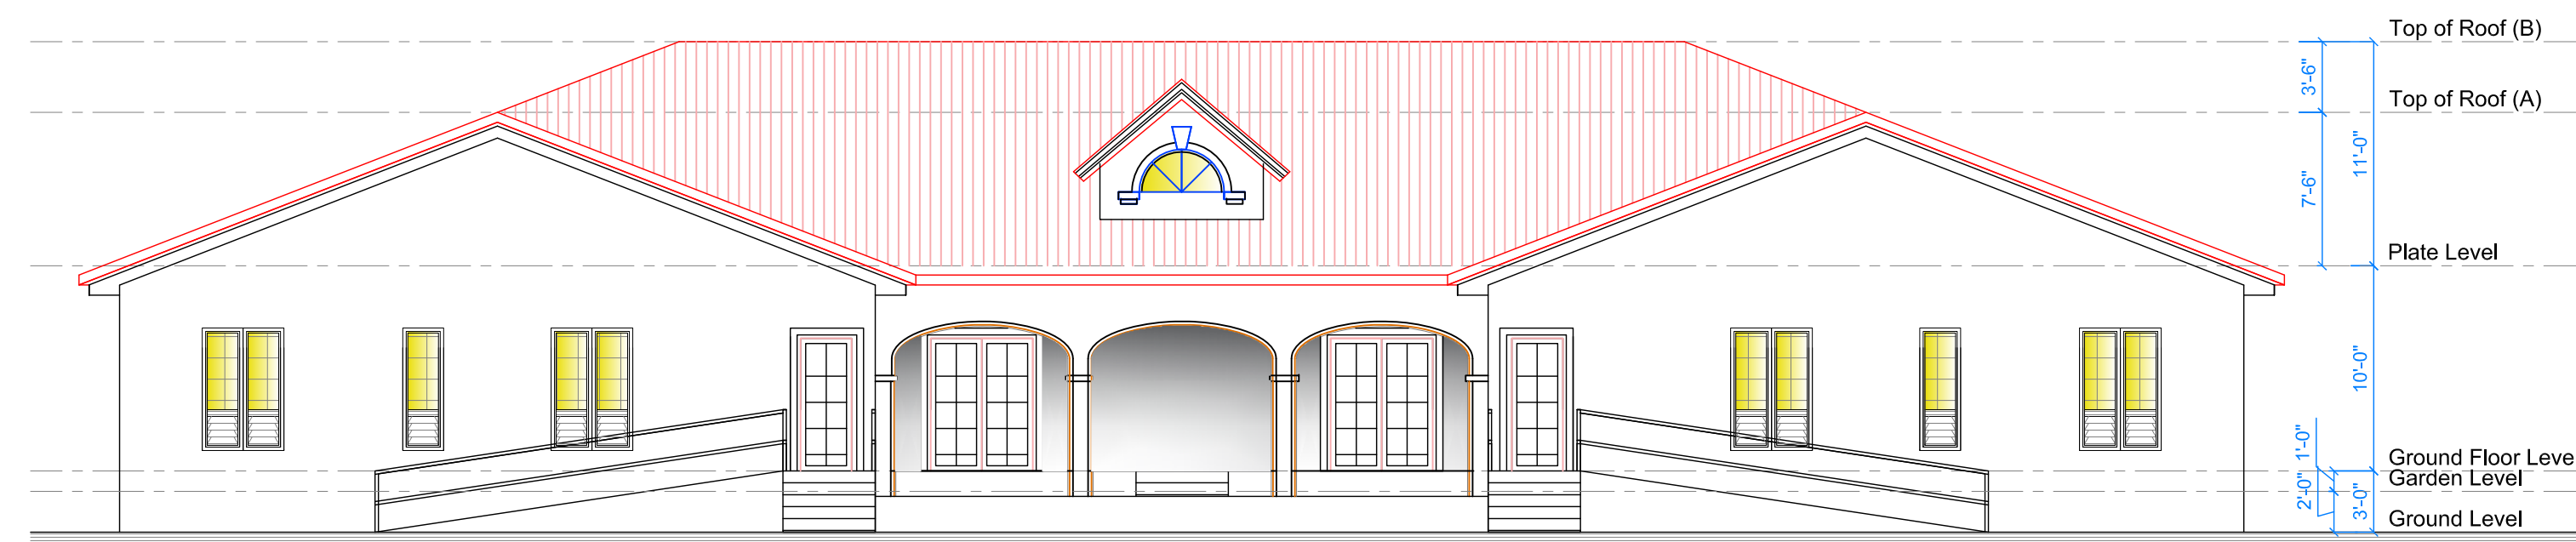 Top of Roof (B)
3'-6"
Top of Roof (A)
11'-0"
7'-6"
Plate Level
10'-0"
1'-0"
Ground Floor Leve
Garden Level
2'-0"
3'-0"
Ground Level